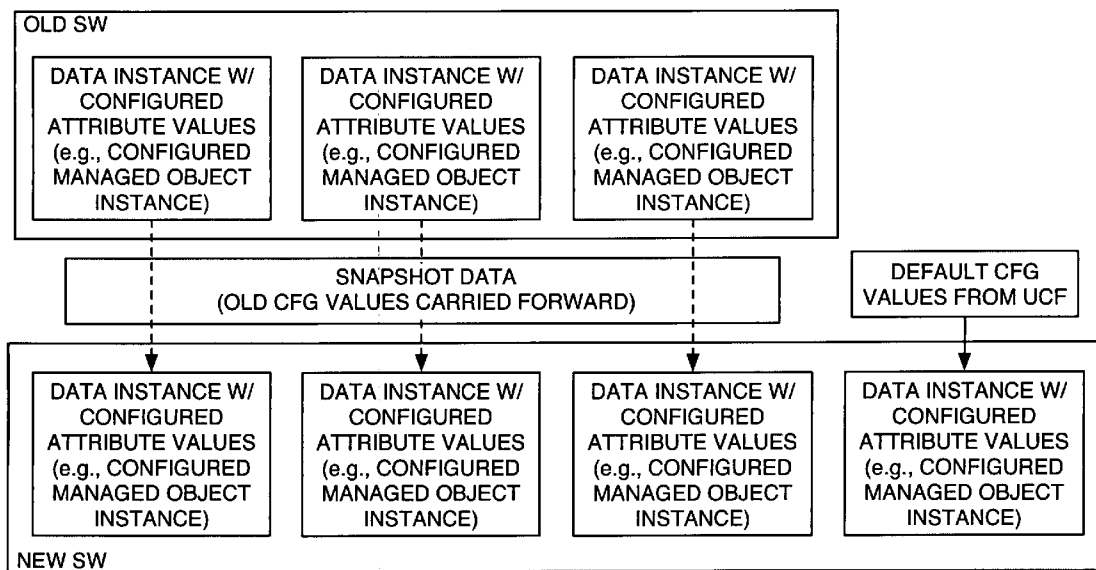 OLD SW
DATA INSTANCE W/
CONFIGURED
ATTRIBUTE VALUES
(e.g., CONFIGURED
MANAGED OBJECT
INSTANCE)
DATA INSTANCE W/
CONFIGURED
ATTRIBUTE VALUES
(e.g., CONFIGURED
MANAGED OBJECT
INSTANCE)
DATA INSTANCE W/
CONFIGURED
ATTRIBUTE VALUES
(e.g., CONFIGURED
MANAGED OBJECT
INSTANCE)
SNAPSHOT DATA
(OLD CFG VALUES CARRIED FORWARD)
DEFAULT CFG
VALUES FROM UCF
DATA INSTANCE W/
CONFIGURED
ATTRIBUTE VALUES
(e.g., CONFIGURED
MANAGED OBJECT
INSTANCE)
DATA INSTANCE W/
CONFIGURED
ATTRIBUTE VALUES
(e.g., CONFIGURED
MANAGED OBJECT
INSTANCE)
DATA INSTANCE W/
CONFIGURED
ATTRIBUTE VALUES
(e.g., CONFIGURED
MANAGED OBJECT
INSTANCE)
DATA INSTANCE W/
CONFIGURED
ATTRIBUTE VALUES
(e.g., CONFIGURED
MANAGED OBJECT
INSTANCE)
NEW SW